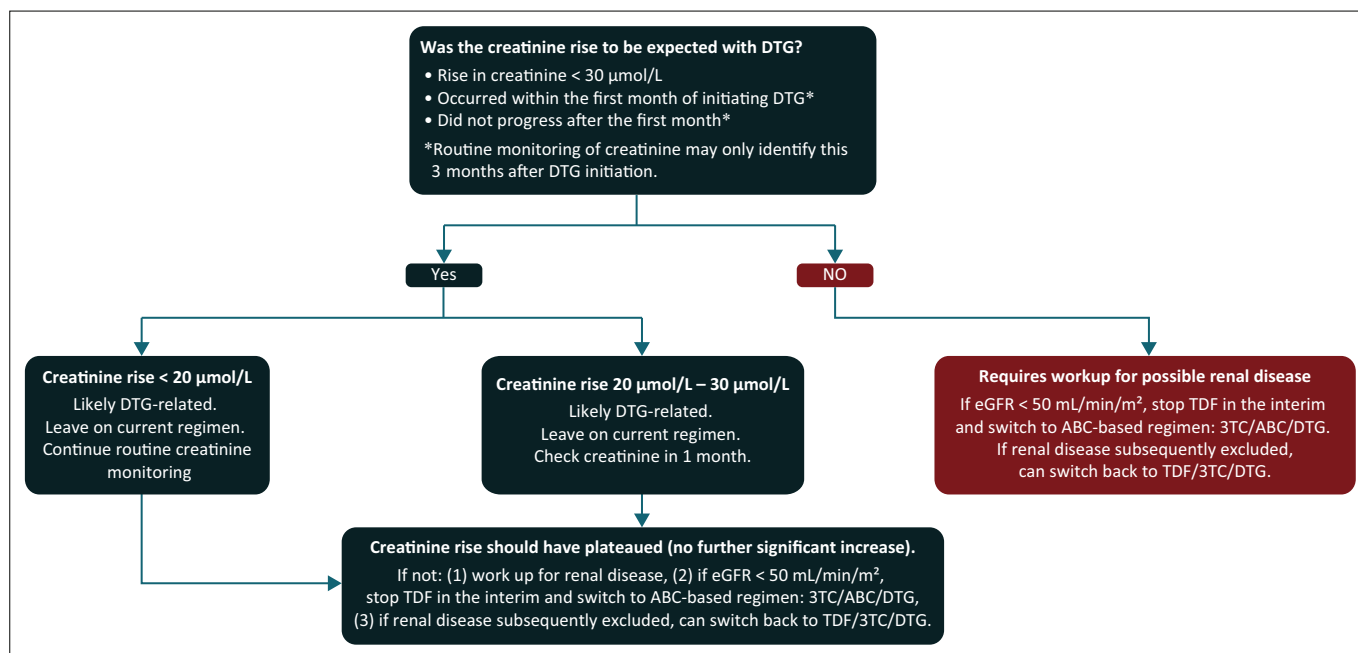 Was the creatinine rise to be expected with DTG?
• Rise in creatinine < 30 µmol/L
• Occurred within the first month of initiating DTG*
• Did not progress after the first month*
*Routine monitoring of creatinine may only identify this
3 months after DTG initiation.
Yes
NO
Creatinine rise < 20 µmol/L
Likely DTG-related.
Leave on current regimen.
Continue routine creatinine
monitoring
Creatinine rise 20 µmol/L – 30 µmol/L
Likely DTG-related.
Leave on current regimen.
Check creatinine in 1 month.
Requires workup for possible renal disease
If eGFR < 50 mL/min/m², stop TDF in the interim
and switch to ABC-based regimen: 3TC/ABC/DTG.
If renal disease subsequently excluded,
can switch back to TDF/3TC/DTG.
Creatinine rise should have plateaued (no further significant increase).
If not: (1) work up for renal disease, (2) if eGFR < 50 mL/min/m²,
stop TDF in the interim and switch to ABC-based regimen: 3TC/ABC/DTG,
(3) if renal disease subsequently excluded, can switch back to TDF/3TC/DTG.